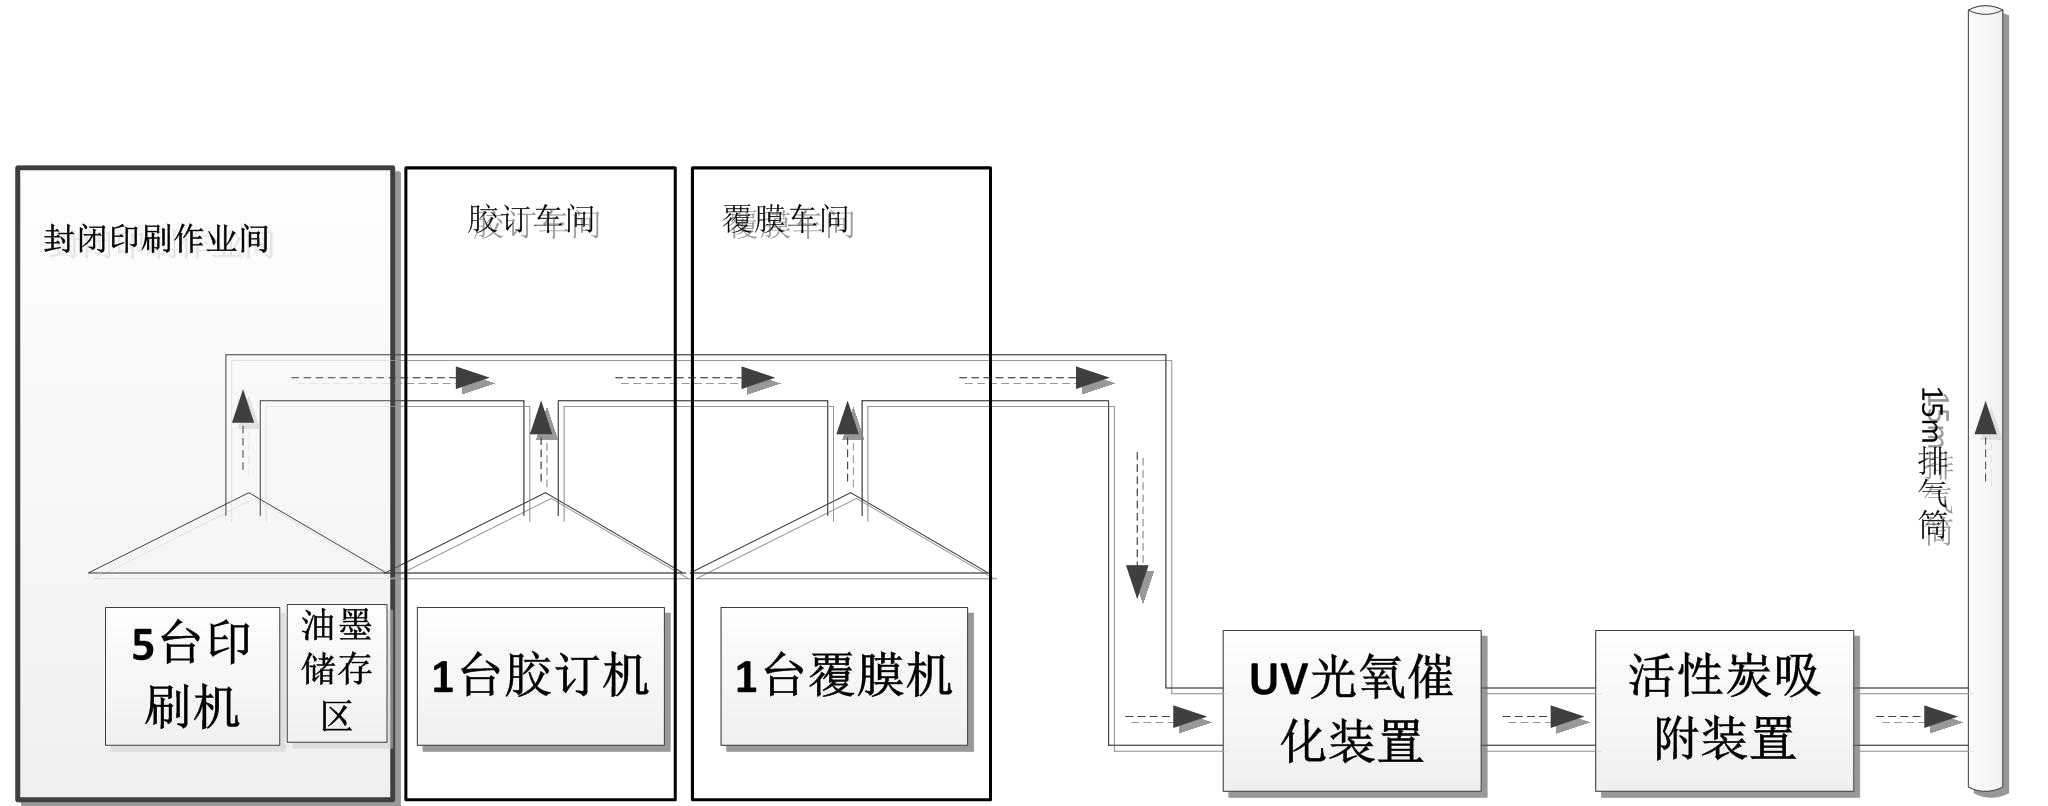 封闭印刷作业间
胶订车间
覆膜车间
15m排气筒
5台印
刷机
油墨
储存
区
1台胶订机
1台覆膜机
UV光氧催
化装置
活性炭吸
附装置